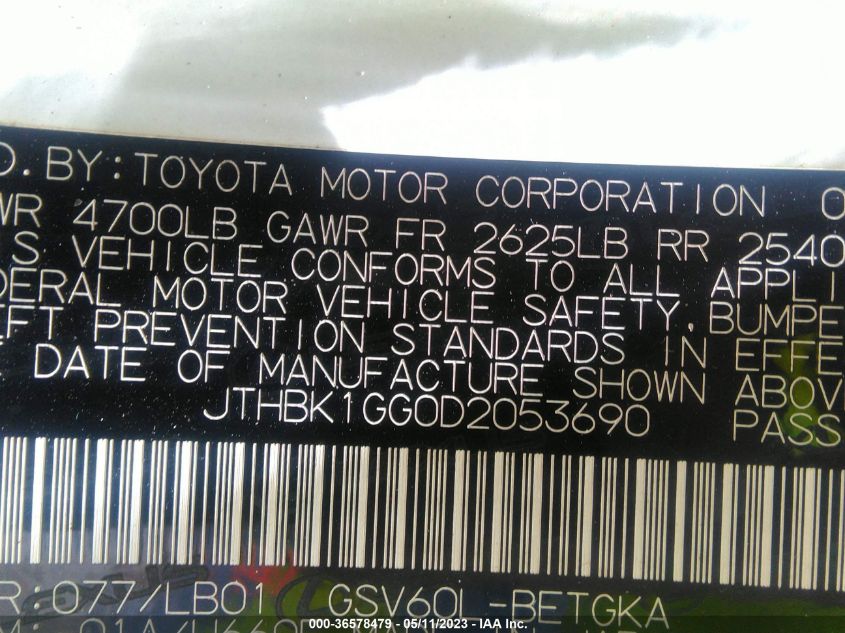 D. BY: TOYOTA MOTOR CORPORATION 0
WR 4700LB GAWR FR 2625LB RR 2540
S VEHICLE CONFORMS TO ALL APPLI
DERAL MOTOR VEHICLE SAFETY, BUMPE
EFT PREVENTION STANDARDS IN EFFE
E DATE OF MANUFACTURE SHOWN ABOV
JTHBK1GG0D2053690 PASS
R: 077/LB01 GSV60L-BETGKA
000-36578479 - 05/11/2023 - IAA Inc.